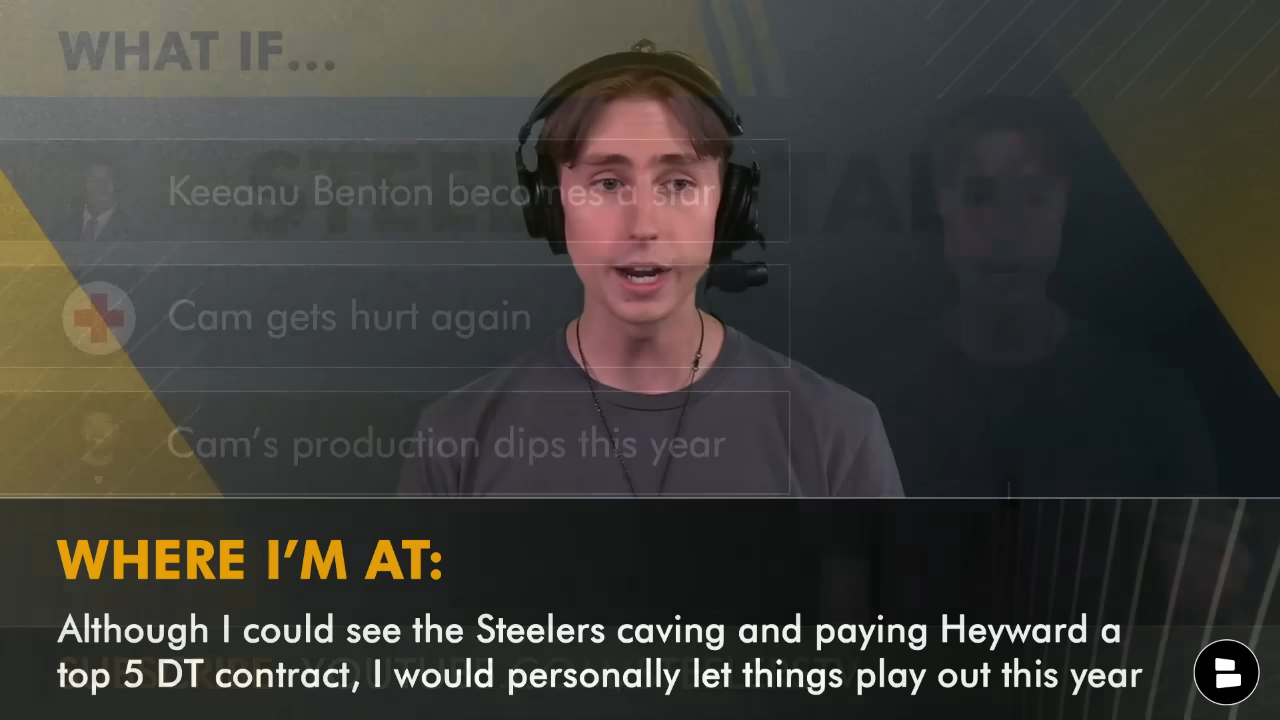 WHAT IF...
Keeanu Benton becomes a star
Cam gets hurt again
Cam's production dips this year
WHERE I'M AT:
Although I could see the Steelers caving and paying Heyward a
top 5 DT contract, I would personally let things play out this year